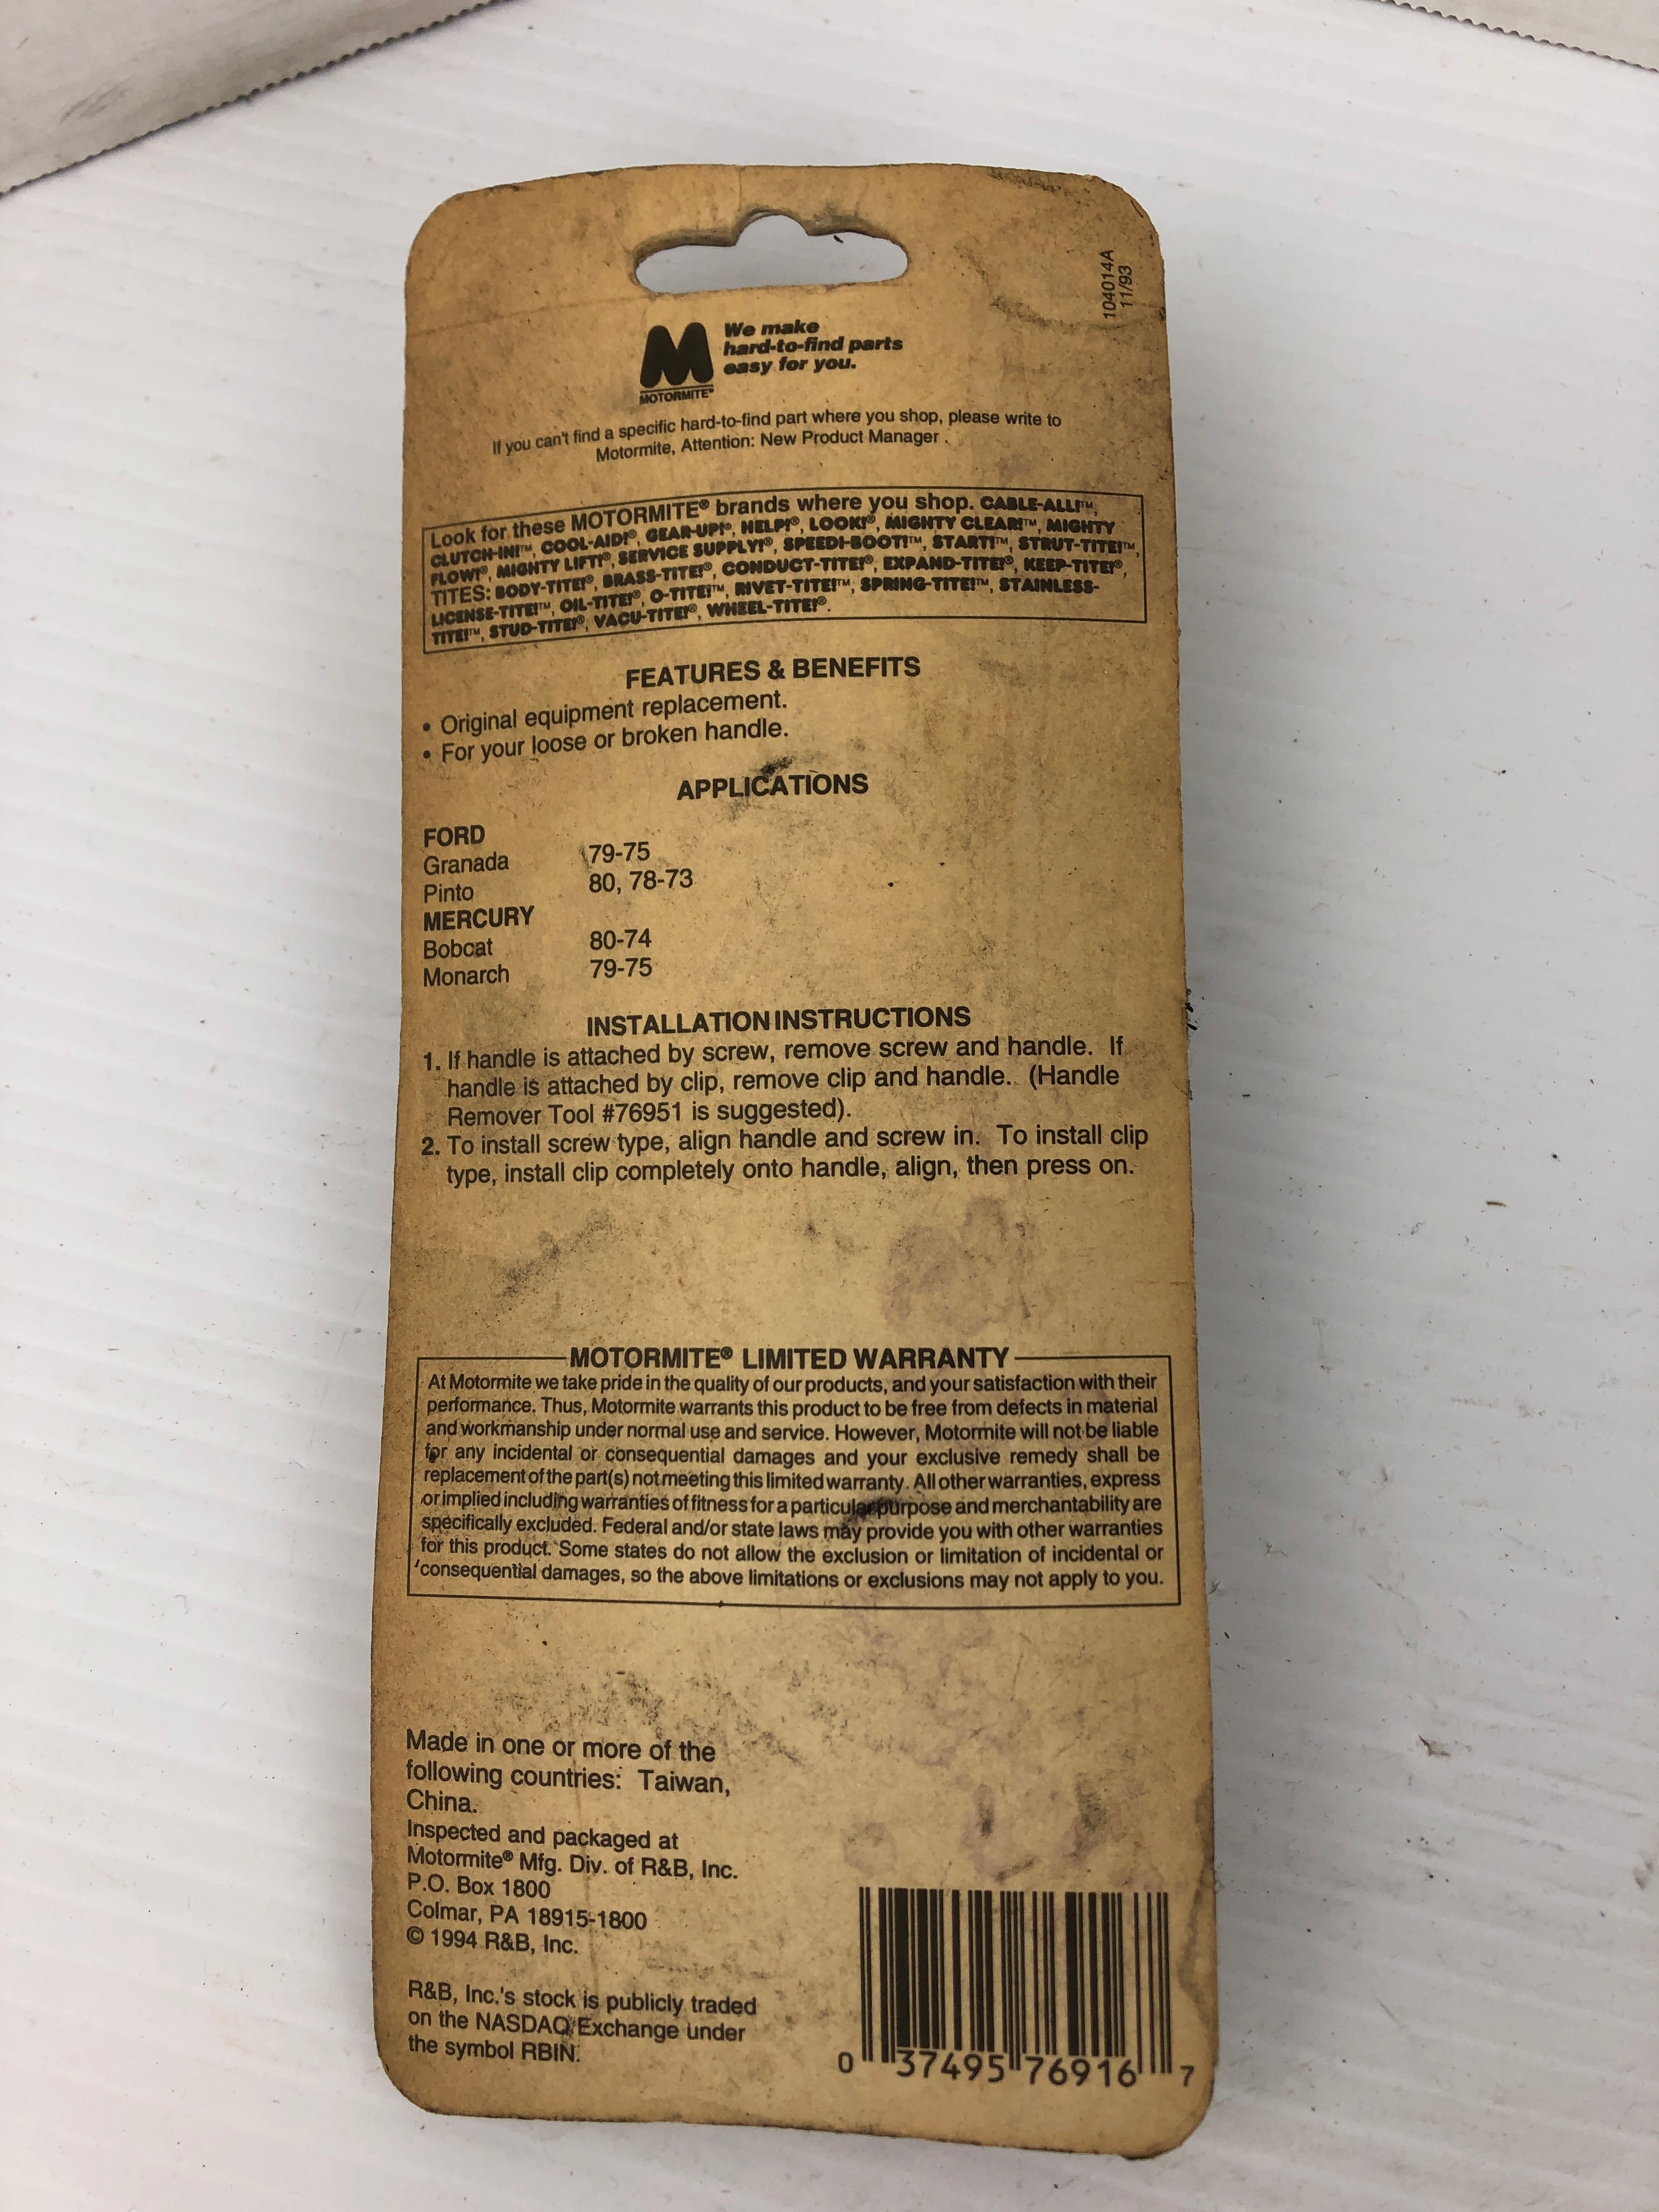 104014A
11/93
We make
hard-to-find parts
easy for you.
M
MOTORMITE®
If you can't find a specific hard-to-find part where you shop, please write to
Motormite, Attention: New Product Manager .
Look for these MOTORMITE® brands where you shop. CABLE-ALL!™,
CLUTCH-IN!™, COOL-AID!®, GEAR-UP!®, HELP!®, LOOK!®, MIGHTY CLEAR!™, MIGHTY
FLOW!®, MIGHTY LIFT!®, SERVICE SUPPLY!®, SPEEDI-BOOT!™, START!™, STRUT-TITE!™,
TITES: BODY-TITE!®, BRASS-TITE!®, CONDUCT-TITE!®, EXPAND-TITE!®, KEEP-TITE!®,
LICENSE-TITE!™, OIL-TITE!®, O-TITE!™, RIVET-TITE!™, SPRING-TITE!™, STAINLESS-
TITE!™, STUD-TITE!®, VACU-TITE!®, WHEEL-TITE!®.
FEATURES & BENEFITS
• Original equipment replacement.
• For your loose or broken handle.
APPLICATIONS
FORD
Granada 79-75
Pinto 80, 78-73
MERCURY
Bobcat 80-74
Monarch 79-75
INSTALLATION INSTRUCTIONS
1. If handle is attached by screw, remove screw and handle. If
handle is attached by clip, remove clip and handle. (Handle
Remover Tool #76951 is suggested).
2. To install screw type, align handle and screw in. To install clip
type, install clip completely onto handle, align, then press on.
MOTORMITE® LIMITED WARRANTY
At Motormite we take pride in the quality of our products, and your satisfaction with their
performance. Thus, Motormite warrants this product to be free from defects in material
and workmanship under normal use and service. However, Motormite will not be liable
for any incidental or consequential damages and your exclusive remedy shall be
replacement of the part(s) not meeting this limited warranty. All other warranties, express
or implied including warranties of fitness for a particular purpose and merchantability are
specifically excluded. Federal and/or state laws may provide you with other warranties
for this product. Some states do not allow the exclusion or limitation of incidental or
consequential damages, so the above limitations or exclusions may not apply to you.
Made in one or more of the
following countries: Taiwan,
China.
Inspected and packaged at
Motormite® Mfg. Div. of R&B, Inc.
P.O. Box 1800
Colmar, PA 18915-1800
© 1994 R&B, Inc.
R&B, Inc.'s stock is publicly traded
on the NASDAQ Exchange under
the symbol RBIN.
0 37495 76916 7